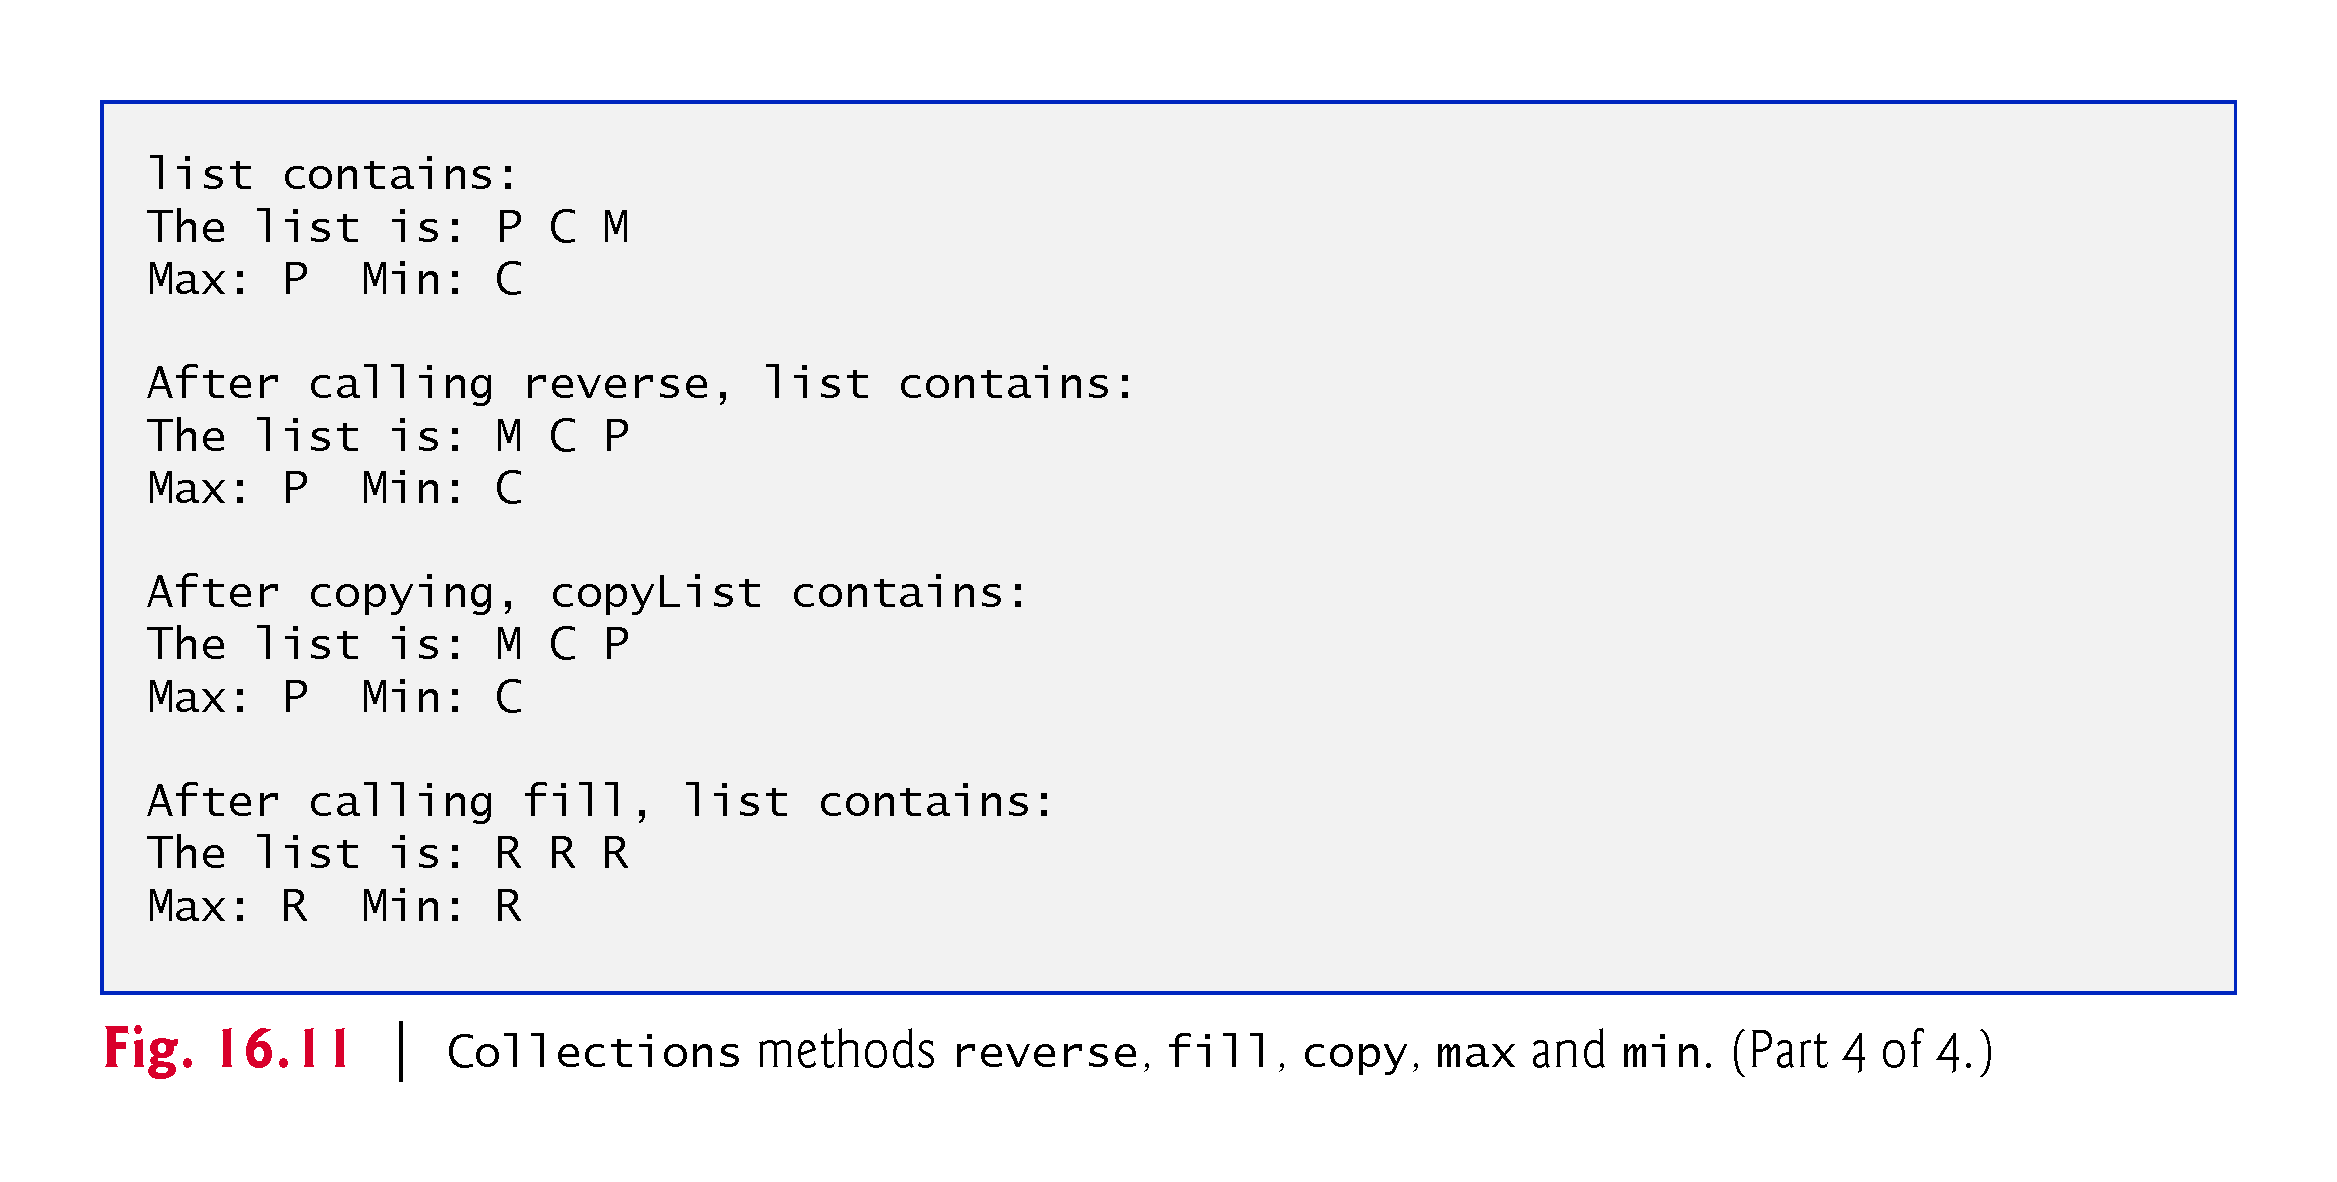 list contains:
The list is: P C M
Max: P  Min: C

After calling reverse, list contains:
The list is: M C P
Max: P  Min: C

After copying, copyList contains:
The list is: M C P
Max: P  Min: C

After calling fill, list contains:
The list is: R R R
Max: R  Min: R

Fig. 16.11 | Collections methods reverse, fill, copy, max and min. (Part 4 of 4.)